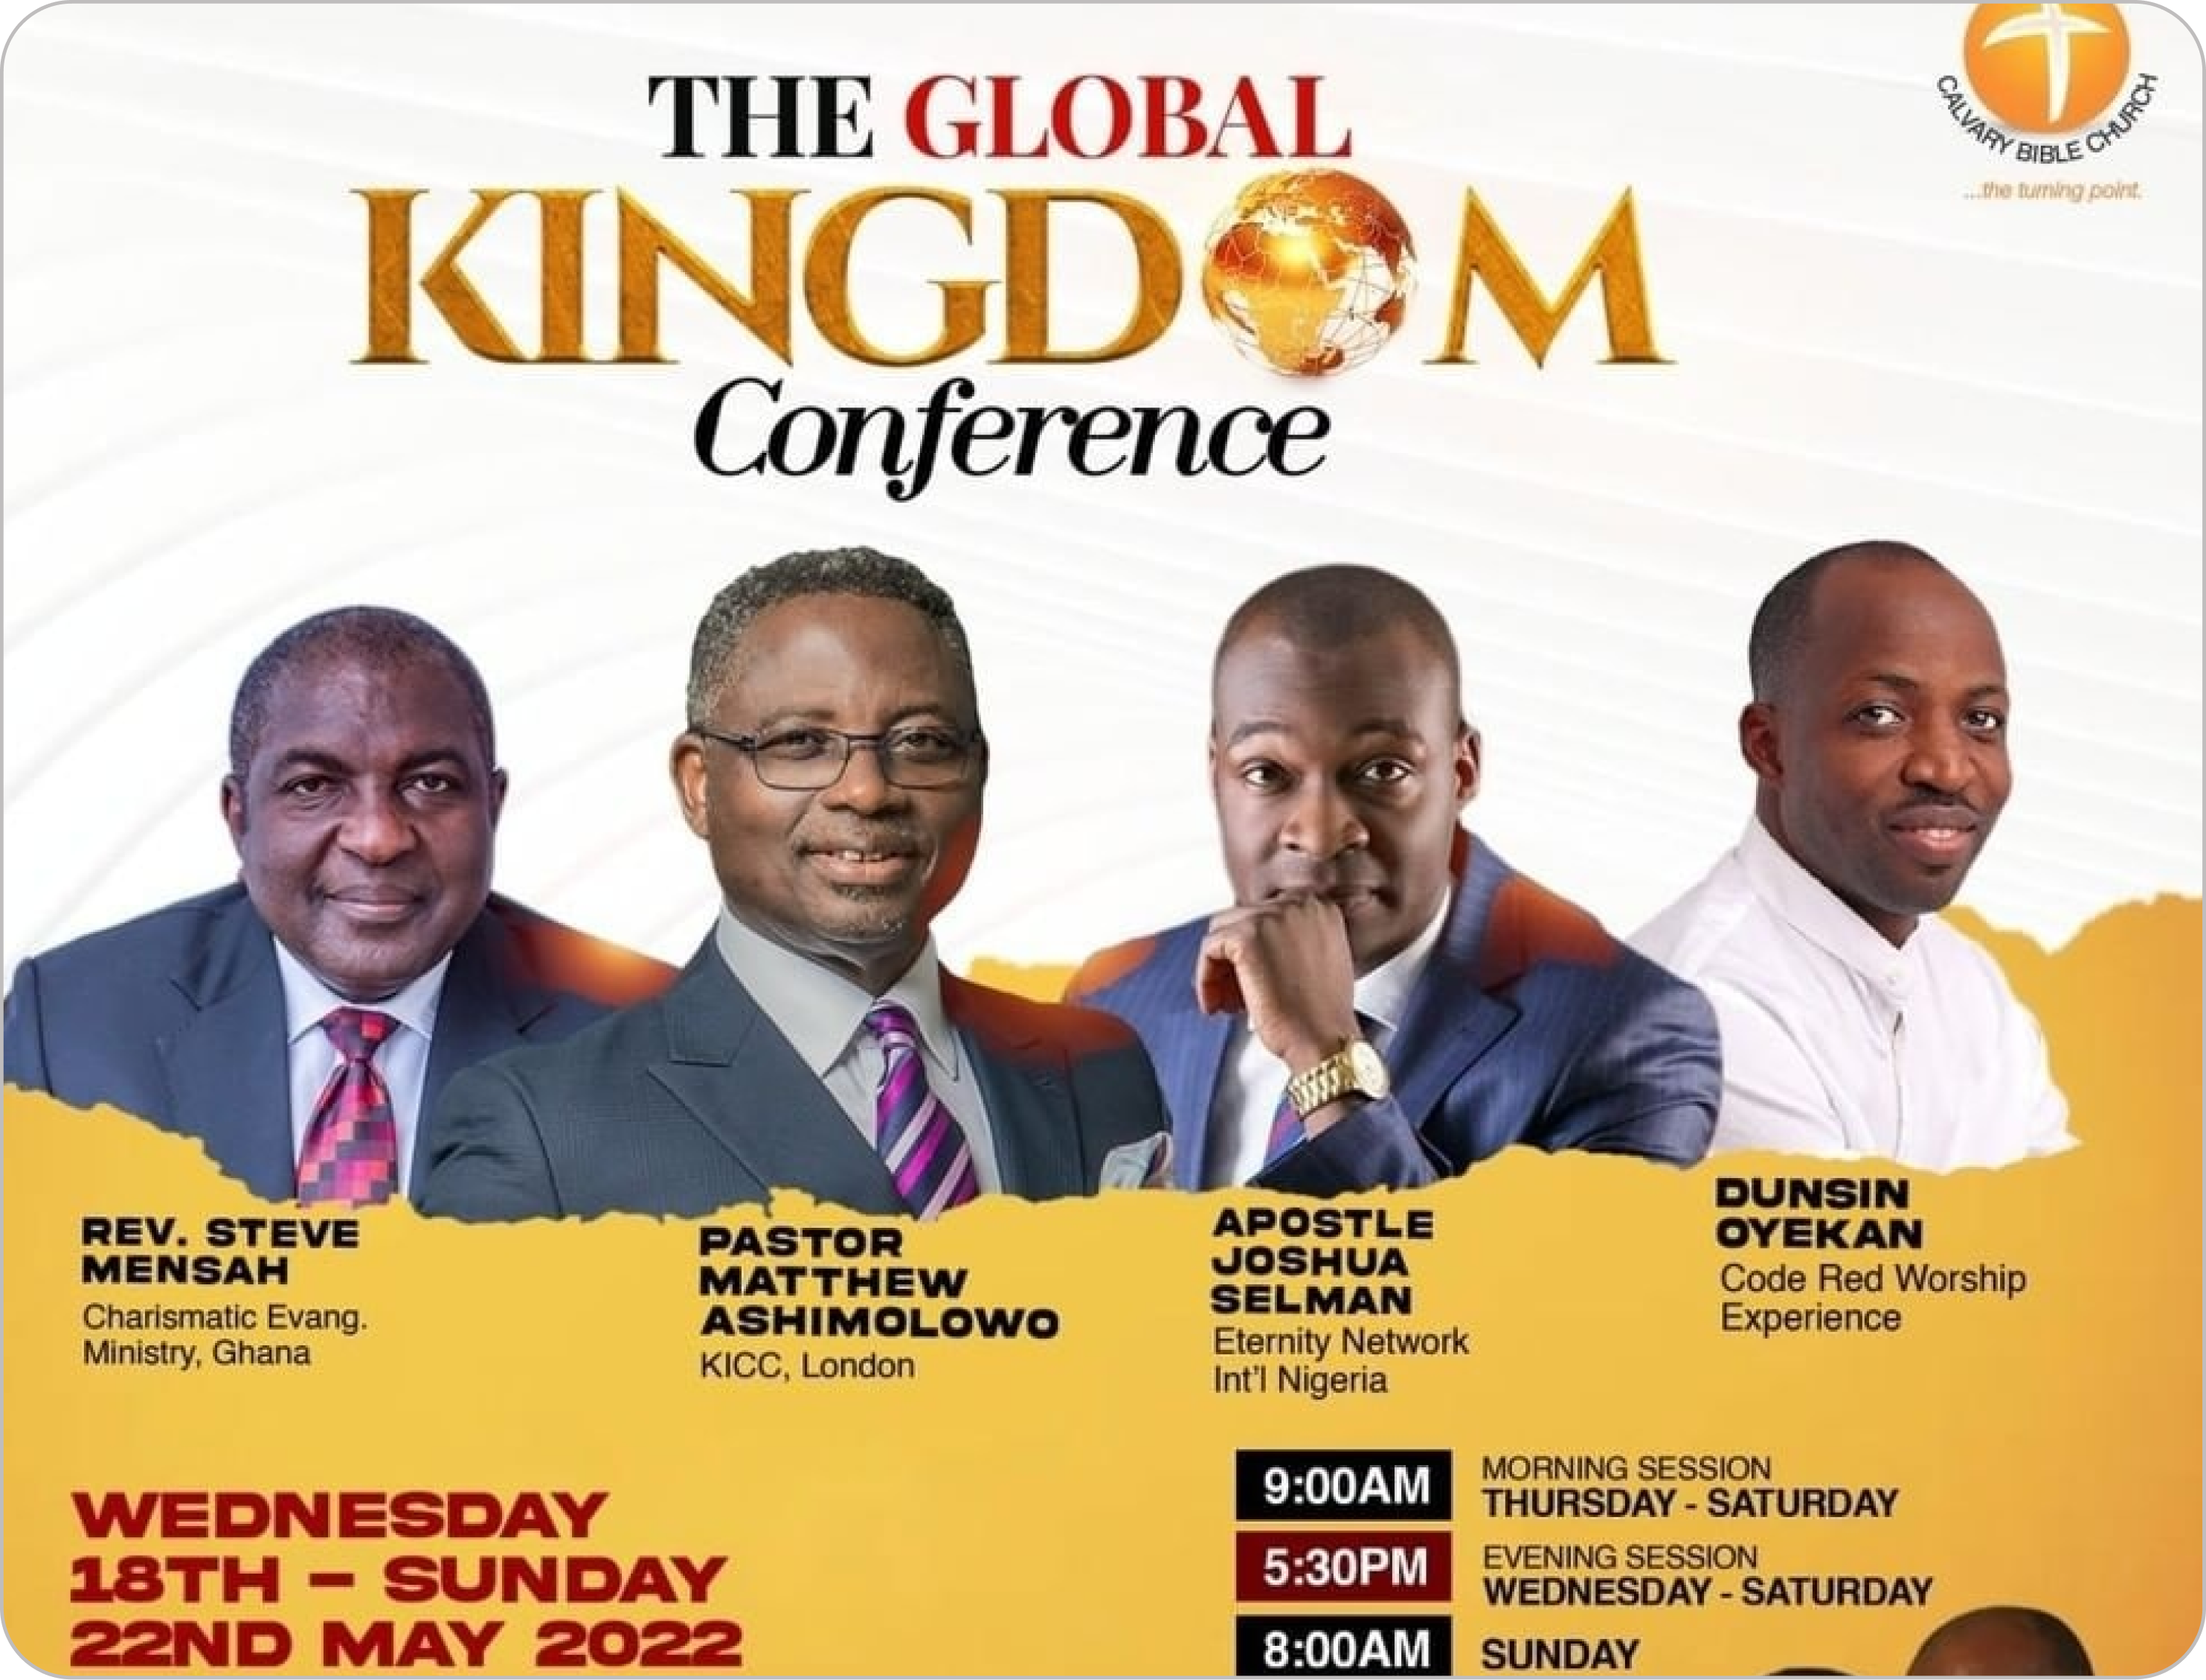 THE GLOBAL
KINGDOM
Conference
CALVARY BIBLE CHURCH
...the turning point.
REV. STEVE
MENSAH
Charismatic Evang.
Ministry, Ghana
PASTOR
MATTHEW
ASHIMOLOWO
KICC, London
APOSTLE
JOSHUA
SELMAN
Eternity Network
Int'l Nigeria
DUNSIN
OYEKAN
Code Red Worship
Experience
WEDNESDAY
18TH – SUNDAY
22ND MAY 2022
9:00AM
MORNING SESSION
THURSDAY - SATURDAY
5:30PM
EVENING SESSION
WEDNESDAY - SATURDAY
8:00AM
SUNDAY